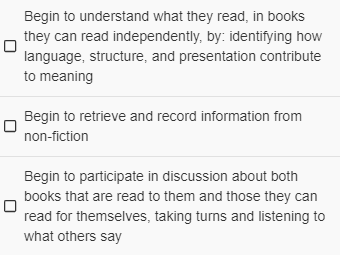 Begin to understand what they read, in books
they can read independently, by: identifying how
language, structure, and presentation contribute
to meaning
Begin to retrieve and record information from
non-fiction
Begin to participate in discussion about both
books that are read to them and those they can
read for themselves, taking turns and listening to
what others say